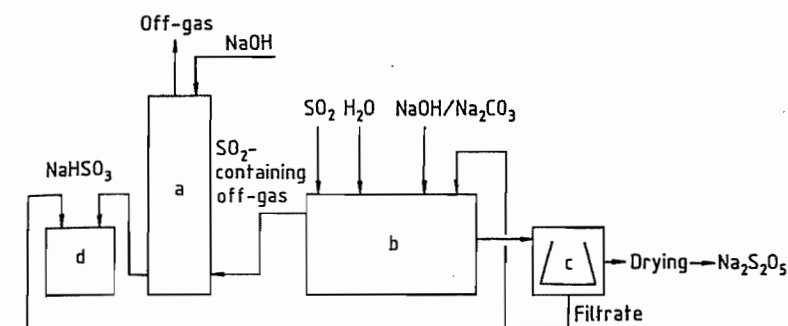 Off-gas
NaOH
SO₂ H₂O NaOH/Na₂CO₃
NaHSO₃
SO₂-
containing
off-gas
a
b
c
d
Drying
Na₂S₂O₅
Filtrate